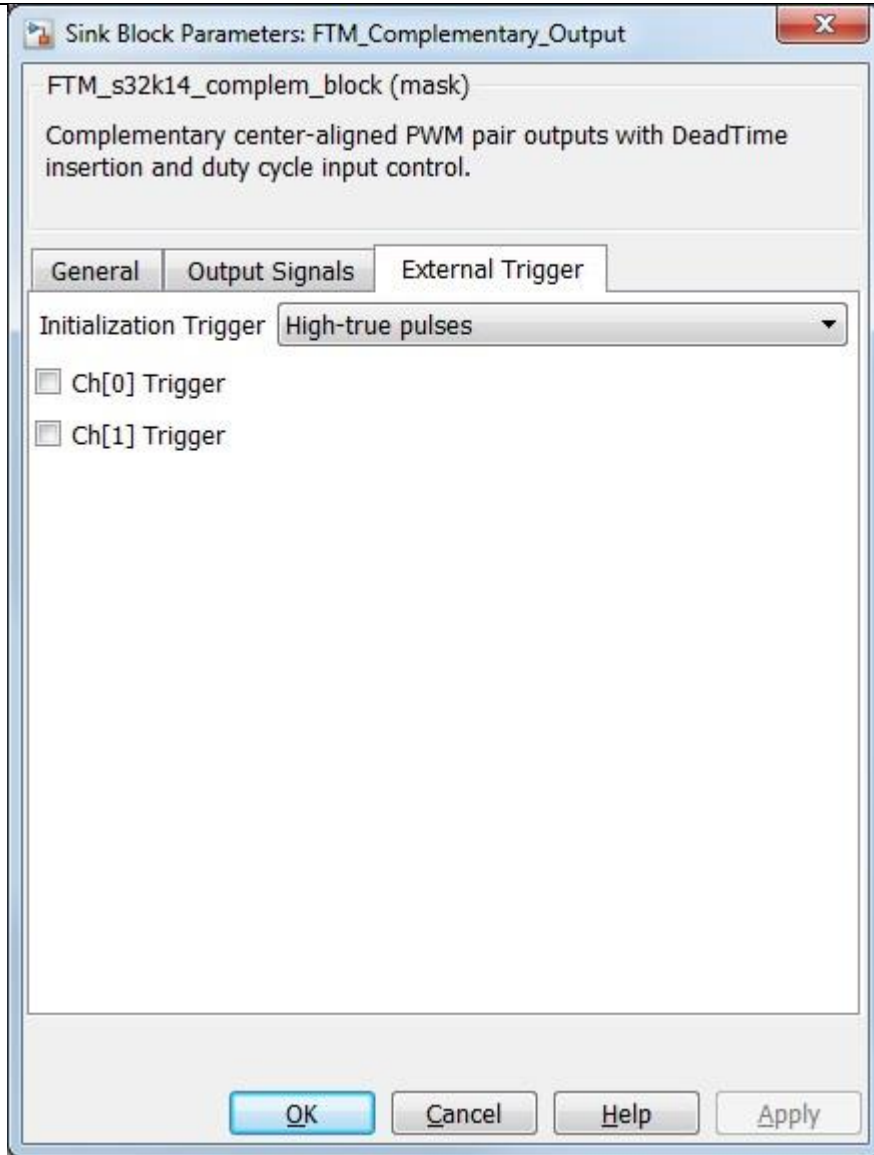 Sink Block Parameters: FTM_Complementary_Output
FTM_s32k14_complem_block (mask)
Complementary center-aligned PWM pair outputs with DeadTime
insertion and duty cycle input control.
General Output Signals External Trigger
Initialization Trigger High-true pulses
Ch[0] Trigger
Ch[1] Trigger
OK Cancel Help Apply